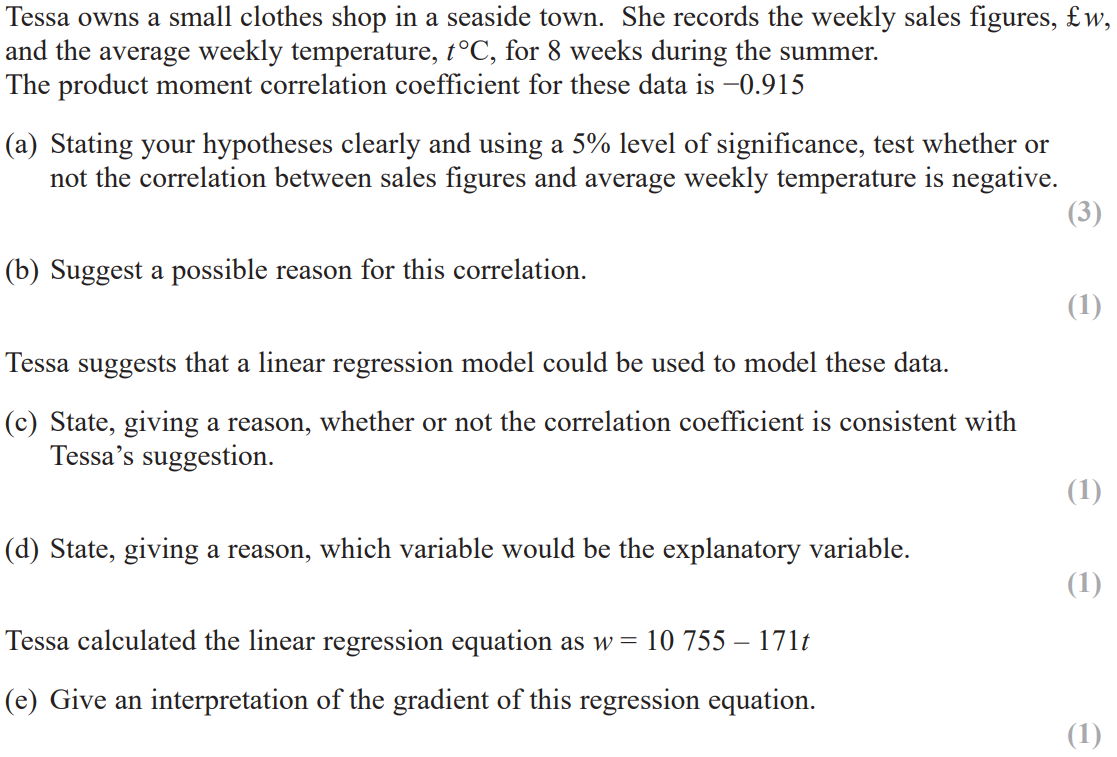 Tessa owns a small clothes shop in a seaside town. She records the weekly sales figures, £w,
and the average weekly temperature, t°C, for 8 weeks during the summer.
The product moment correlation coefficient for these data is −0.915
(a) Stating your hypotheses clearly and using a 5% level of significance, test whether or
not the correlation between sales figures and average weekly temperature is negative.
(3)
(b) Suggest a possible reason for this correlation.
(1)
Tessa suggests that a linear regression model could be used to model these data.
(c) State, giving a reason, whether or not the correlation coefficient is consistent with
Tessa’s suggestion.
(1)
(d) State, giving a reason, which variable would be the explanatory variable.
(1)
Tessa calculated the linear regression equation as w = 10 755 – 171t
(e) Give an interpretation of the gradient of this regression equation.
(1)